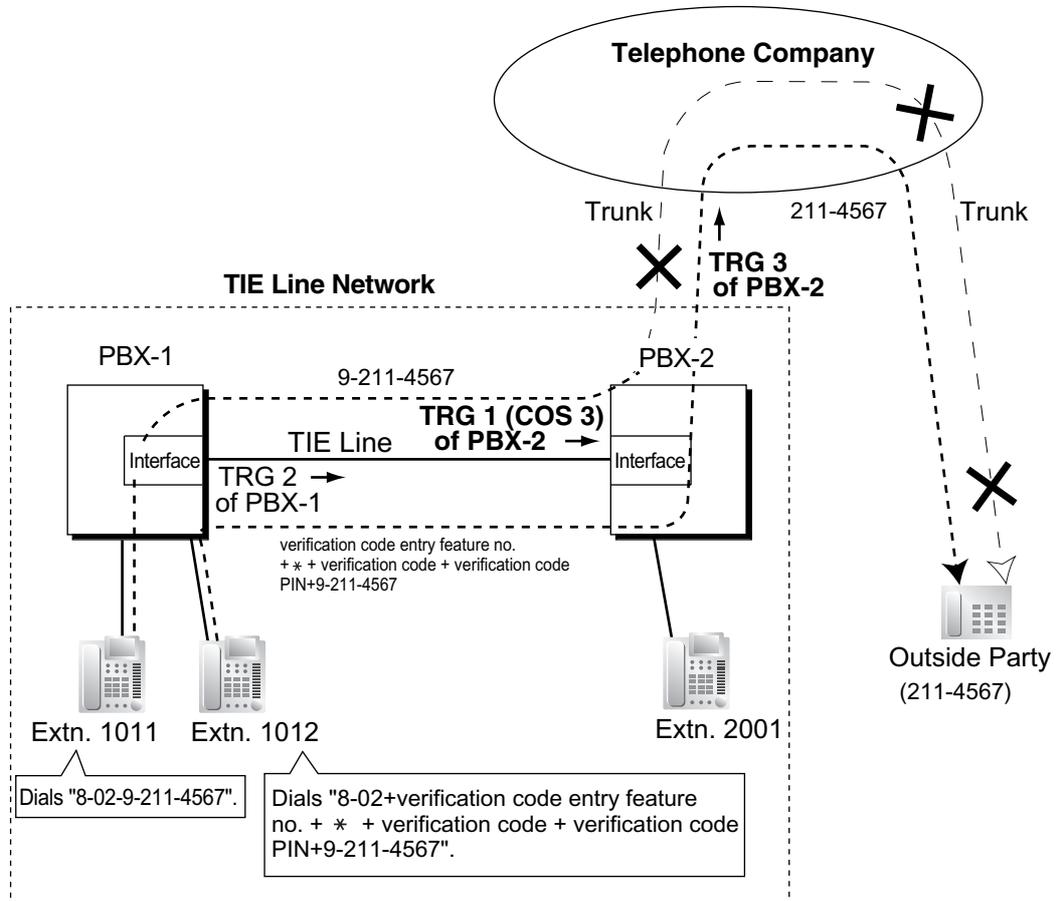 Telephone Company
Trunk
211-4567
Trunk
TRG 3
of PBX-2
TIE Line Network
PBX-1
PBX-2
9-211-4567
TRG 1 (COS 3)
of PBX-2
TIE Line
Interface
Interface
TRG 2
of PBX-1
verification code entry feature no.
+ * + verification code + verification code
PIN+9-211-4567
Outside Party
(211-4567)
Extn. 1011
Extn. 1012
Extn. 2001
Dials "8-02-9-211-4567".
Dials "8-02+verification code entry feature
no. + * + verification code + verification code
PIN+9-211-4567".